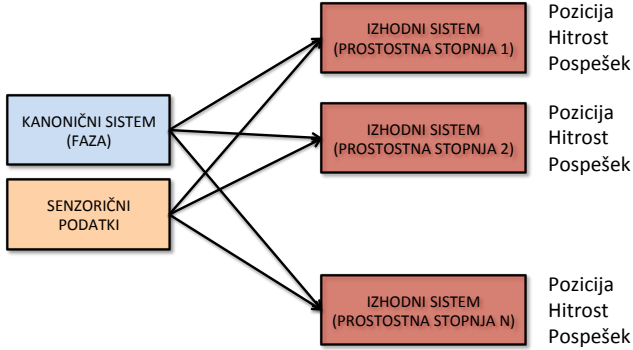 IZHODNI SISTEM
(PROSTOSTNA STOPNJA 1)
Pozicija
Hitrost
Pospešek
KANONIČNI SISTEM
(FAZA)
IZHODNI SISTEM
(PROSTOSTNA STOPNJA 2)
Pozicija
Hitrost
Pospešek
SENZORIČNI
PODATKI
IZHODNI SISTEM
(PROSTOSTNA STOPNJA N)
Pozicija
Hitrost
Pospešek